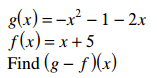 g(x) = −x² − 1 − 2x
f(x) = x + 5
Find (g − f)(x)